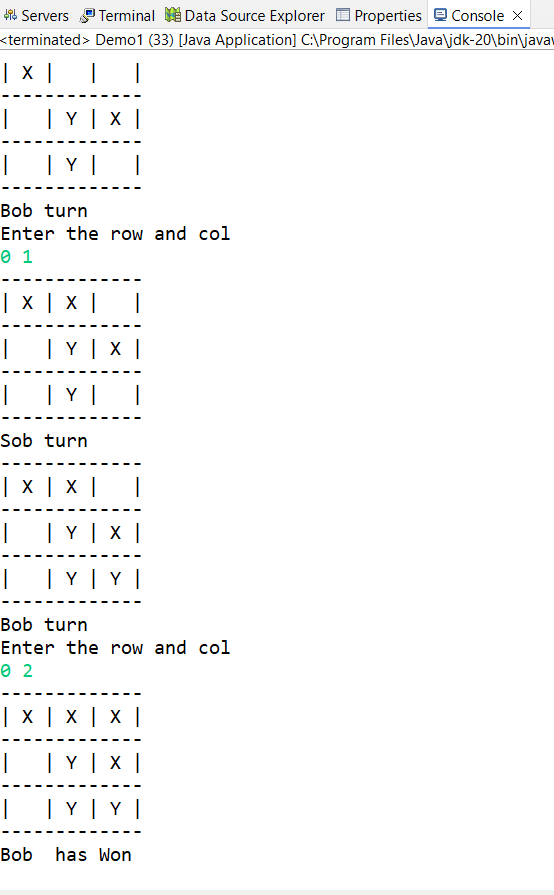 Servers Terminal Data Source Explorer Properties Console
<terminated> Demo1 (33) [Java Application] C:\Program Files\Java\jdk-20\bin\javaw
| X |   |   |
-------------
|   | Y | X |
-------------
|   | Y |   |
-------------
Bob turn
Enter the row and col
0 1
-------------
| X | X |   |
-------------
|   | Y | X |
-------------
|   | Y |   |
-------------
Sob turn
-------------
| X | X |   |
-------------
|   | Y | X |
-------------
|   | Y | Y |
-------------
Bob turn
Enter the row and col
0 2
-------------
| X | X | X |
-------------
|   | Y | X |
-------------
|   | Y | Y |
-------------
Bob  has Won